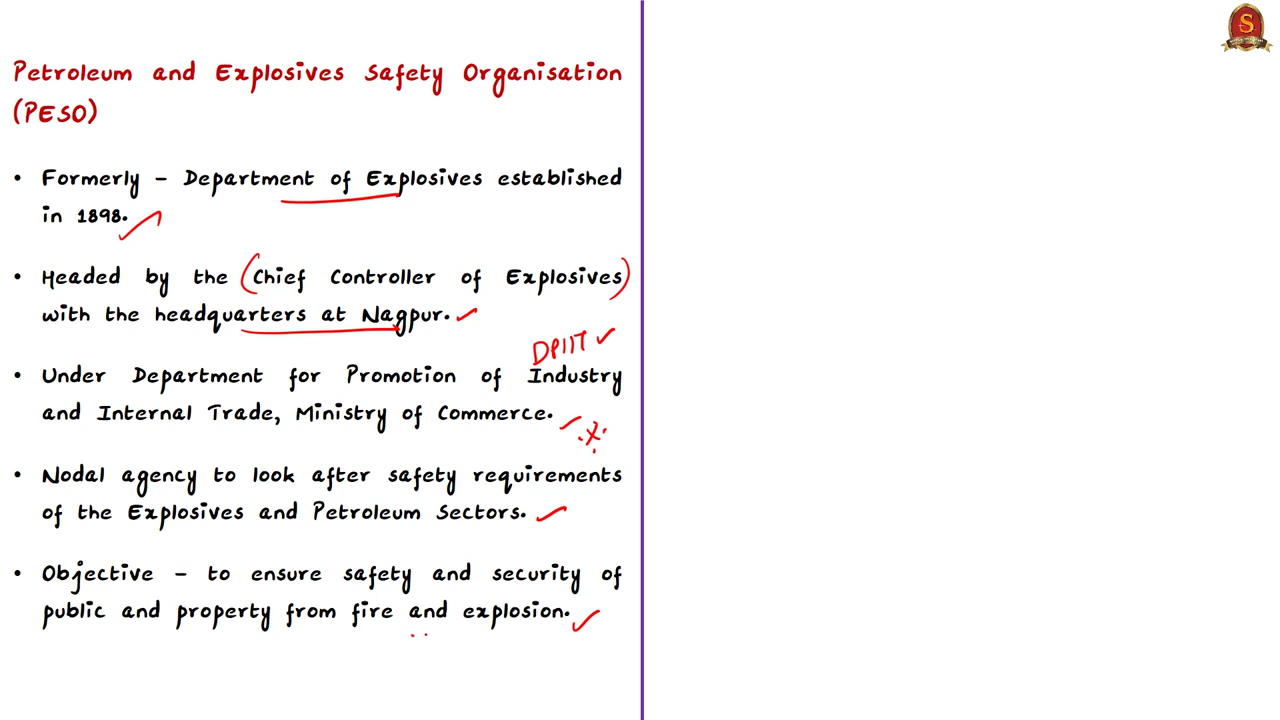 Petroleum and Explosives Safety Organisation
(PESO)
• Formerly – Department of Explosives established
in 1898.
• Headed by the (Chief Controller of Explosives)
with the headquarters at Nagpur.
DPIIT
• Under Department for Promotion of Industry
and Internal Trade, Ministry of Commerce.
• Nodal agency to look after safety requirements
of the Explosives and Petroleum Sectors.
• Objective – to ensure safety and security of
public and property from fire and explosion.
S